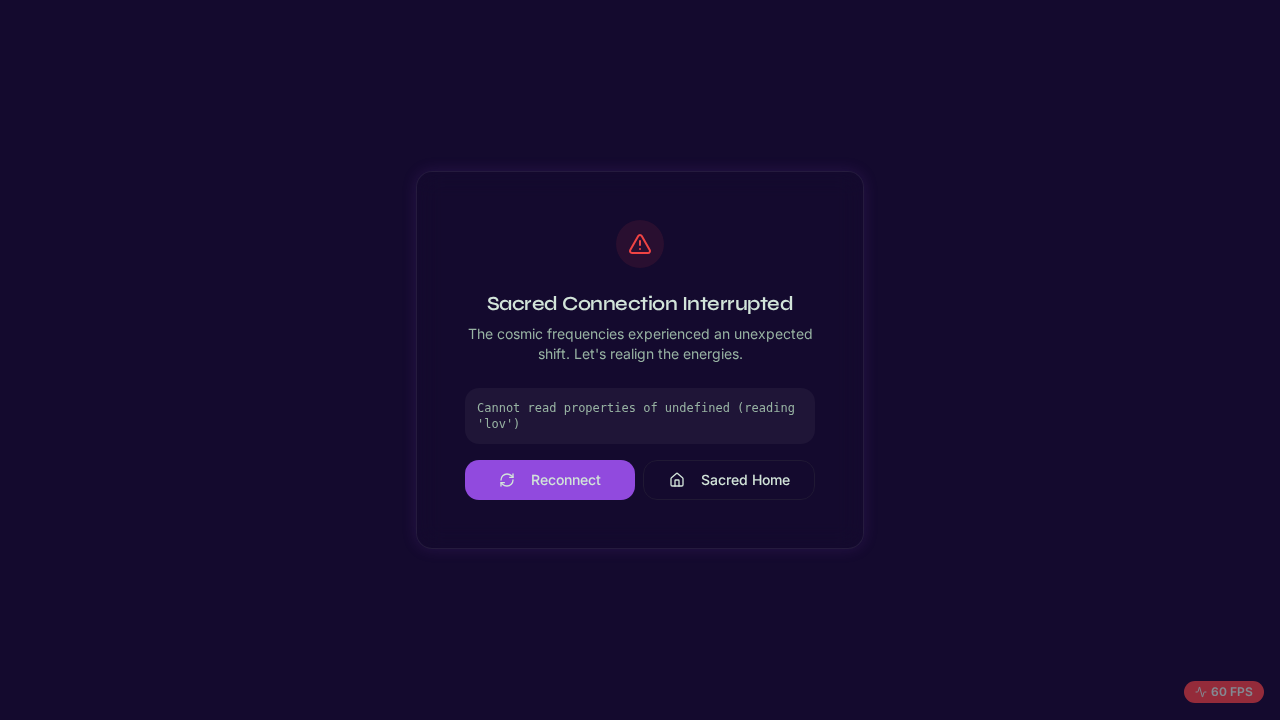 Sacred Connection Interrupted
The cosmic frequencies experienced an unexpected
shift. Let's realign the energies.
Cannot read properties of undefined (reading
'lov')
Reconnect
Sacred Home
60 FPS